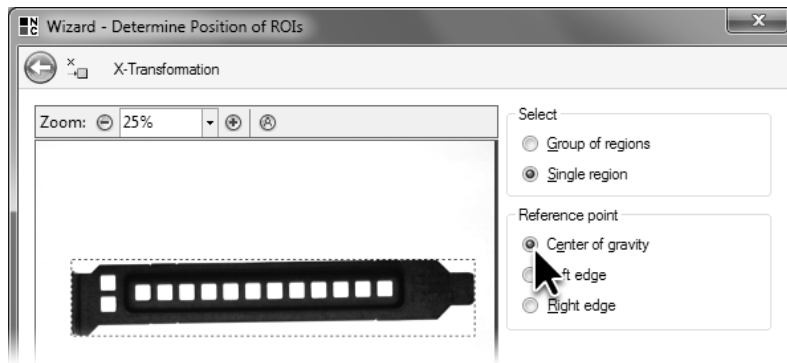 N
C
Wizard - Determine Position of ROIs
x
X-Transformation
Zoom: 25%
Select
Group of regions
Single region
Reference point
Center of gravity
ft edge
Right edge